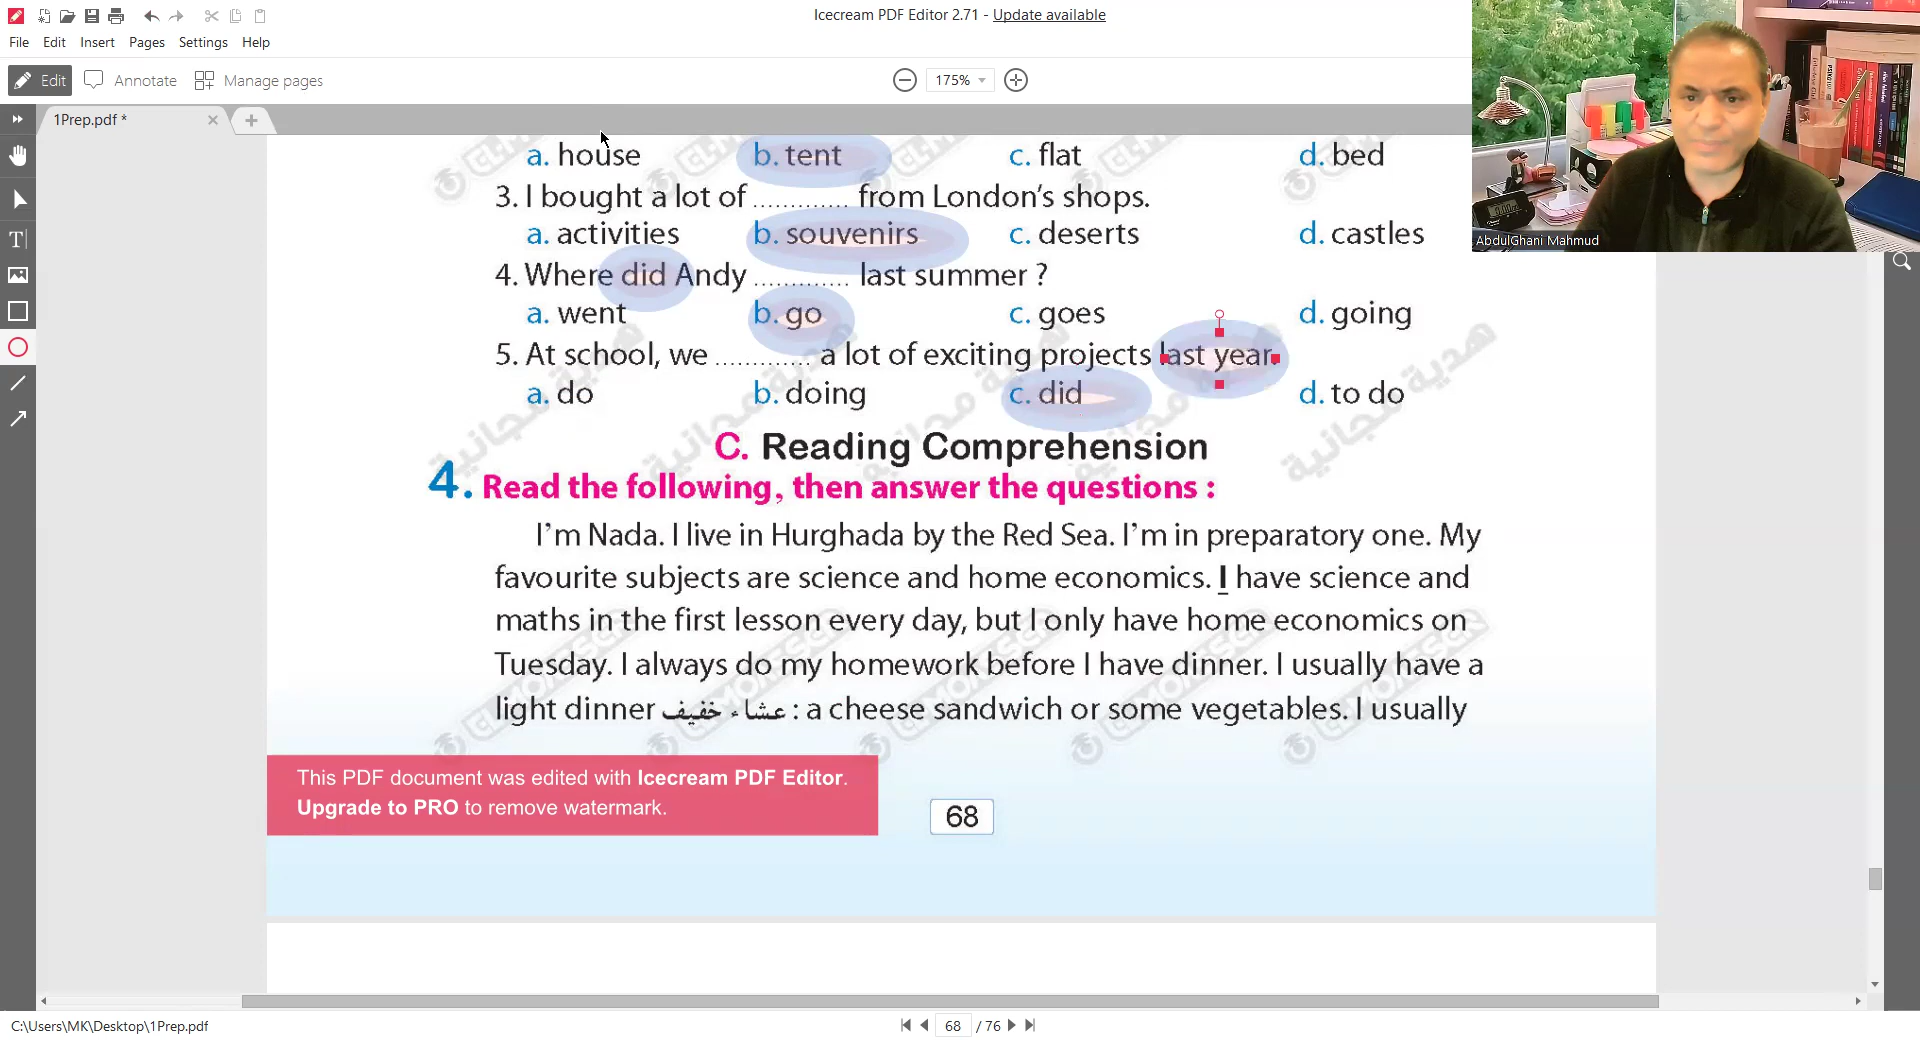 Icecream PDF Editor 2.71 - Update available
File Edit Insert Pages Settings Help
Edit Annotate Manage pages
175%
1Prep.pdf *
AbdulGhani Mahmud
a. house b. tent c. flat d. bed
3. I bought a lot of ............. from London's shops.
a. activities b. souvenirs c. deserts d. castles
4. Where did Andy ............. last summer ?
a. went b. go c. goes d. going
5. At school, we ............. a lot of exciting projects last year.
a. do b. doing c. did d. to do
C. Reading Comprehension
4. Read the following, then answer the questions :
I'm Nada. I live in Hurghada by the Red Sea. I'm in preparatory one. My
favourite subjects are science and home economics. I have science and
maths in the first lesson every day, but I only have home economics on
Tuesday. I always do my homework before I have dinner. I usually have a
light dinner عشاء خفيف : a cheese sandwich or some vegetables. I usually
هدية مجانية
This PDF document was edited with Icecream PDF Editor.
Upgrade to PRO to remove watermark.
68
C:\Users\MK\Desktop\1Prep.pdf
68 / 76